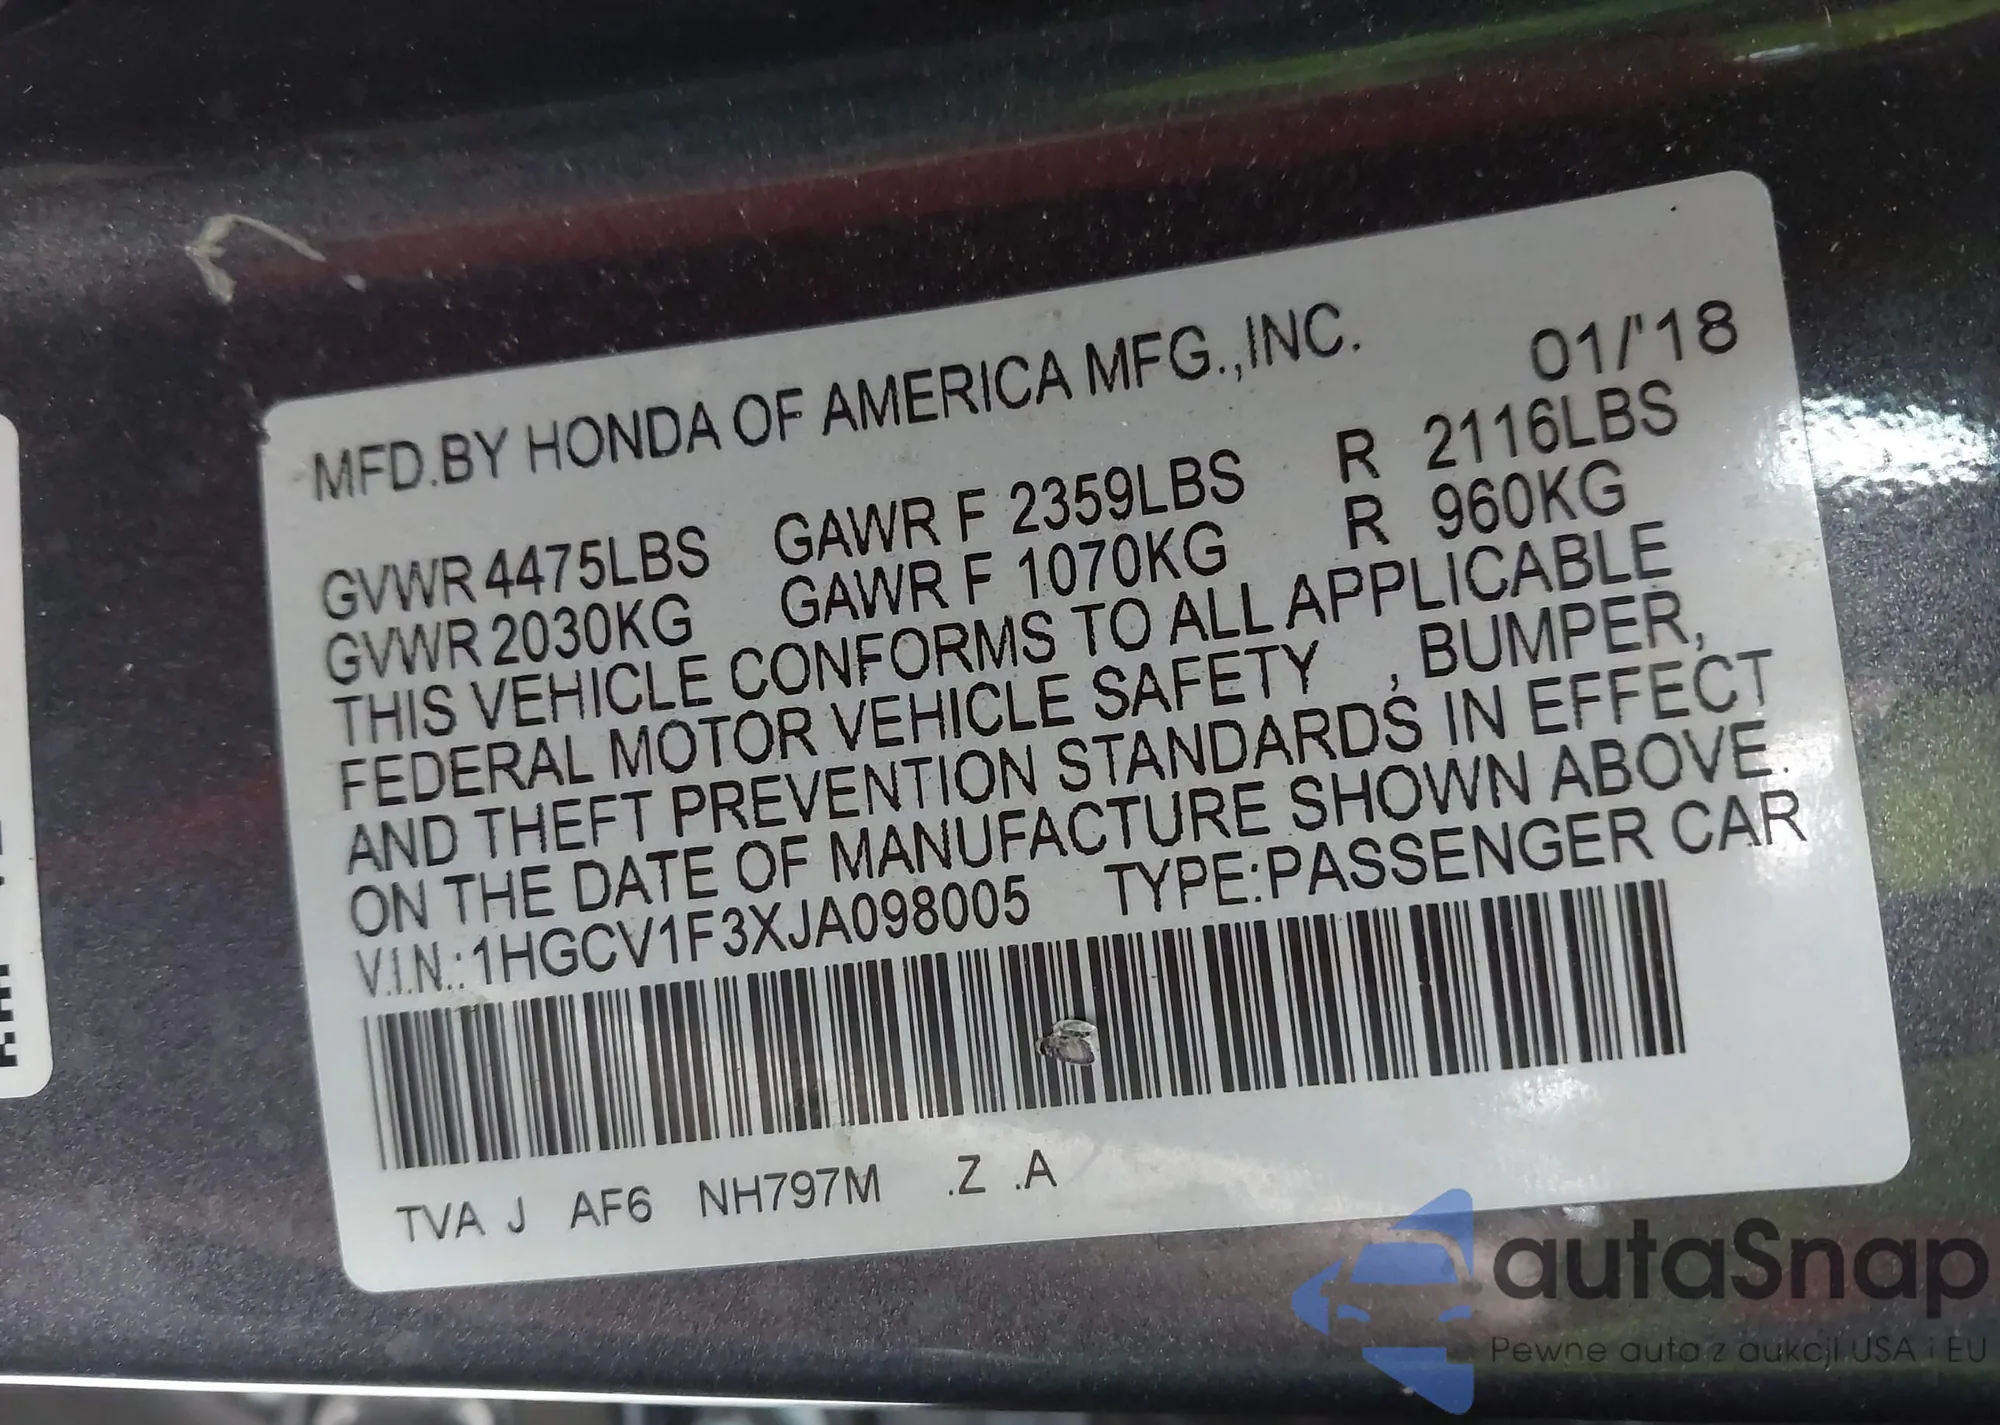 MFD.BY HONDA OF AMERICA MFG.,INC. 01/'18
GVWR 4475LBS GAWR F 2359LBS R 2116LBS
GVWR 2030KG GAWR F 1070KG R 960KG
THIS VEHICLE CONFORMS TO ALL APPLICABLE
FEDERAL MOTOR VEHICLE SAFETY , BUMPER,
AND THEFT PREVENTION STANDARDS IN EFFECT
ON THE DATE OF MANUFACTURE SHOWN ABOVE.
V.I.N.: 1HGCV1F3XJA098005 TYPE:PASSENGER CAR
TVA J AF6 NH797M .Z .A
autaSnap
Pewne auta z aukcji USA i EU